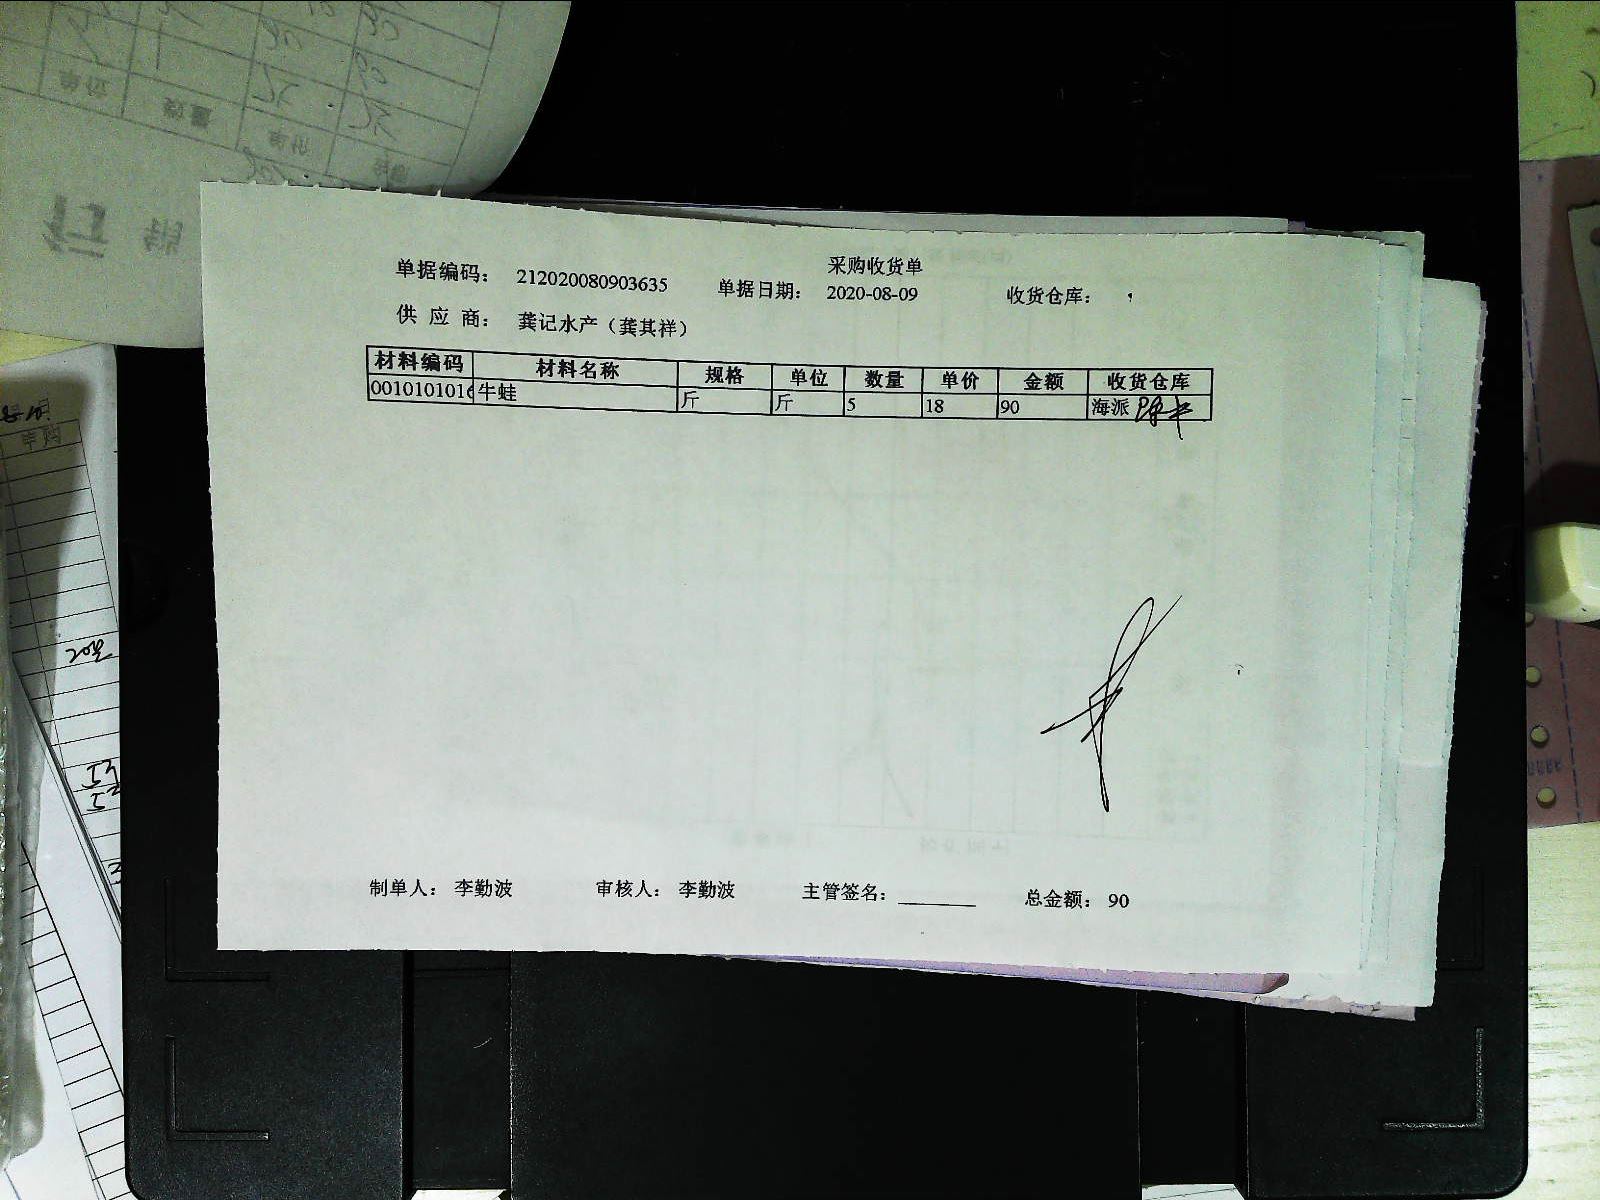 采购收货单
单据编码： 212020080903635 单据日期： 2020-08-09 收货仓库：
供 应 商： 龚记水产（龚其祥）
材料编码 材料名称 规格 单位 数量 单价 金额 收货仓库
0010101016 牛蛙 斤 斤 5 18 90 海派
制单人： 李勤波 审核人： 李勤波 主管签名： 总金额： 90